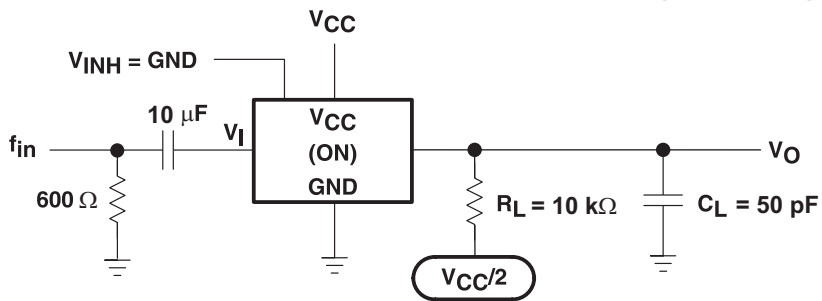 VCC
VINH = GND
10 μF
VCC
fin
VI
(ON)
VO
GND
600 Ω
RL = 10 kΩ
CL = 50 pF
VCC/2